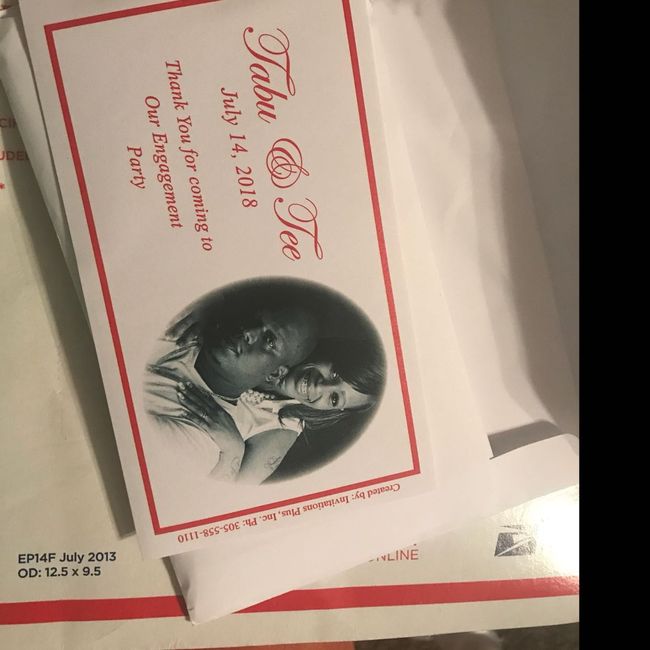 Tabu & Tee
July 14, 2018
Thank You for coming to
Our Engagement
Party
Created by: Invitations Plus, Inc. Ph: 305-558-1110
EP14F July 2013
OD: 12.5 x 9.5